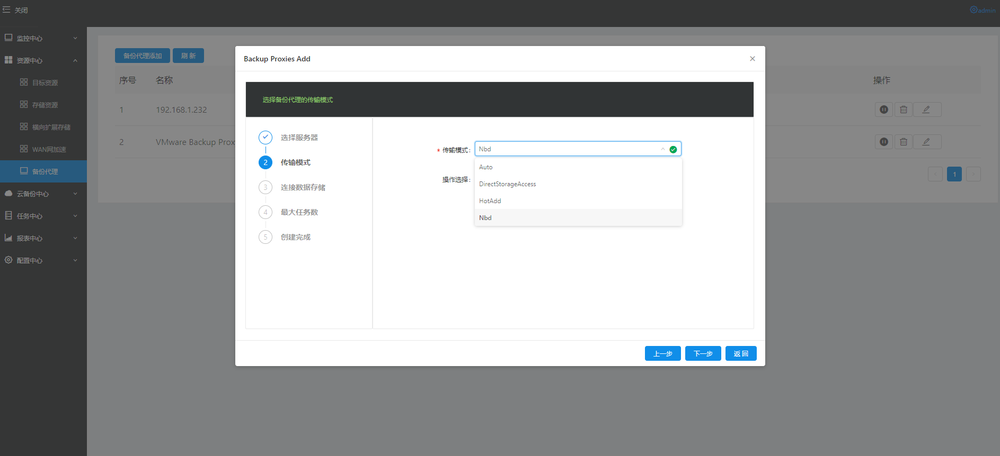 关闭
admin
监控中心
资源中心
目标资源
存储资源
横向扩展存储
WAN网加速
备份代理
云备份中心
任务中心
报表中心
配置中心
备份代理添加 刷 新
序号 名称 操作
1 192.168.1.232
2 VMware Backup Prox
1
Backup Proxies Add
选择备份代理的传输模式
选择服务器
2 传输模式
3 连接数据存储
4 最大任务数
5 创建完成
* 传输模式: Nbd
操作选择:
Auto
DirectStorageAccess
HotAdd
Nbd
上一步 下一步 返 回